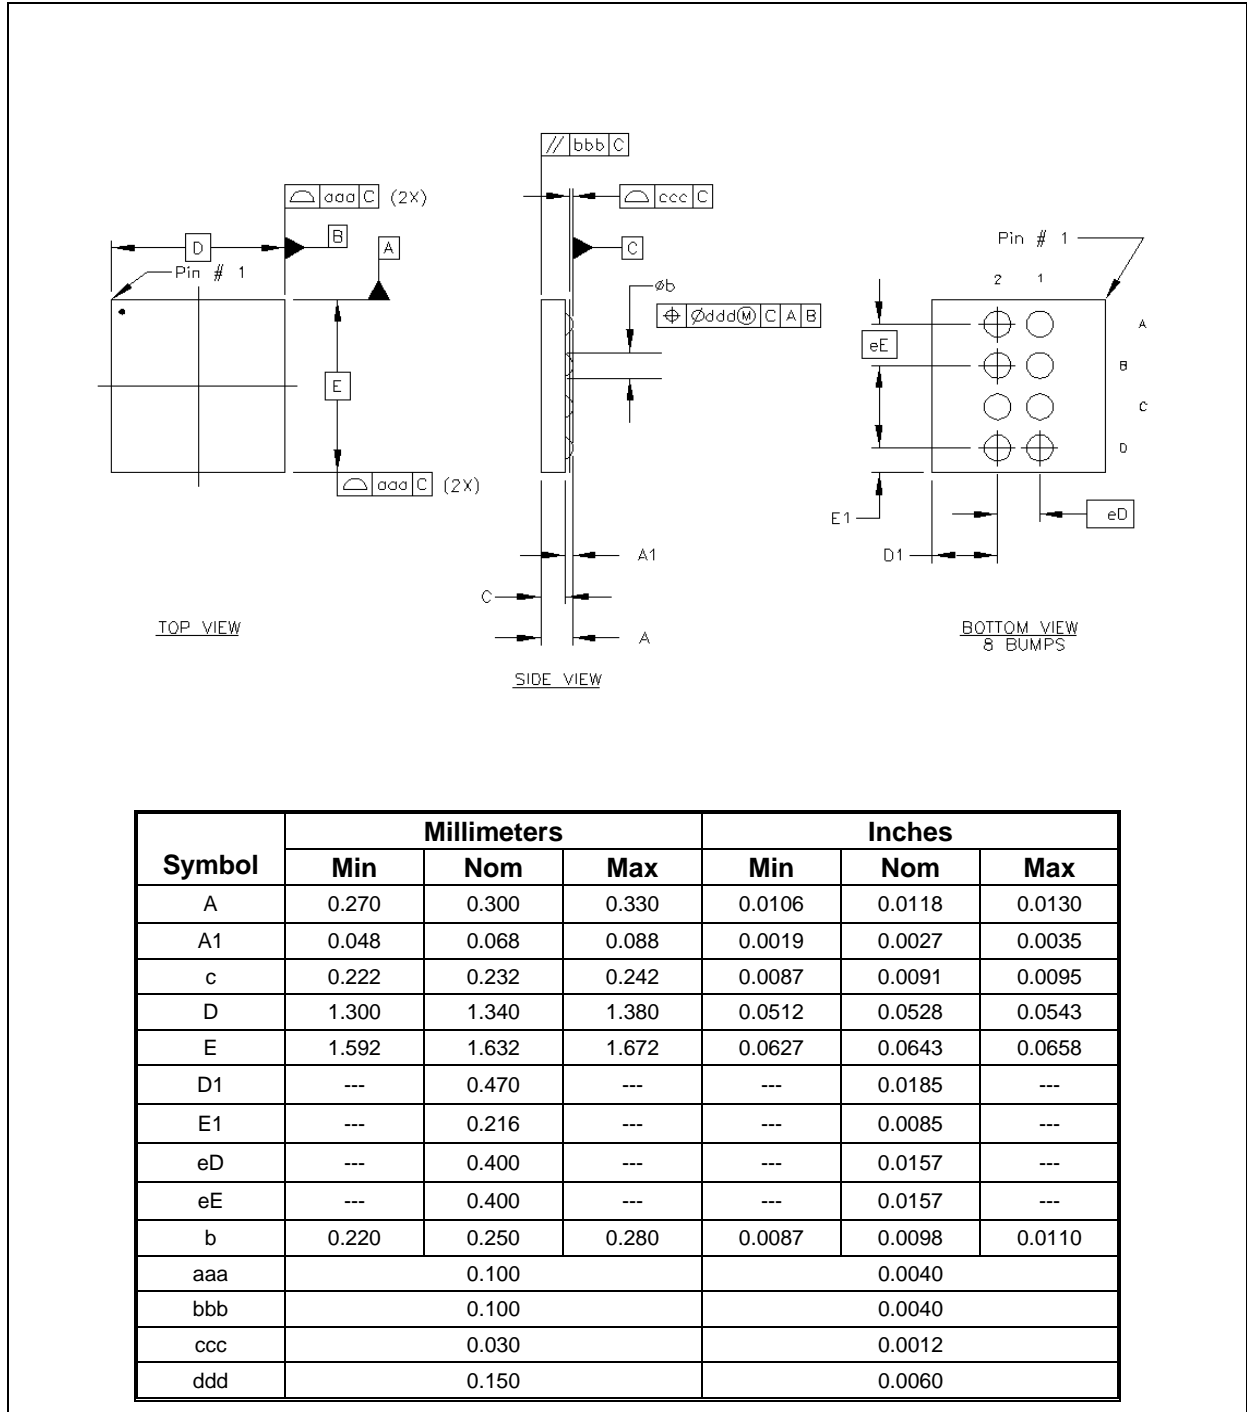 // bbb C
aaa C (2X)
ccc C
D
B
A
C
Pin # 1
Pin # 1
øb
2 1
Ødddⓜ C A B
A
eE
B
E
C
D
aaa C (2X)
E1
eD
A1
D1
C
A
TOP VIEW
BOTTOM VIEW
8 BUMPS
SIDE VIEW
Symbol Millimeters Inches
Min Nom Max Min Nom Max
A 0.270 0.300 0.330 0.0106 0.0118 0.0130
A1 0.048 0.068 0.088 0.0019 0.0027 0.0035
c 0.222 0.232 0.242 0.0087 0.0091 0.0095
D 1.300 1.340 1.380 0.0512 0.0528 0.0543
E 1.592 1.632 1.672 0.0627 0.0643 0.0658
D1 --- 0.470 --- --- 0.0185 ---
E1 --- 0.216 --- --- 0.0085 ---
eD --- 0.400 --- --- 0.0157 ---
eE --- 0.400 --- --- 0.0157 ---
b 0.220 0.250 0.280 0.0087 0.0098 0.0110
aaa 0.100 0.0040
bbb 0.100 0.0040
ccc 0.030 0.0012
ddd 0.150 0.0060